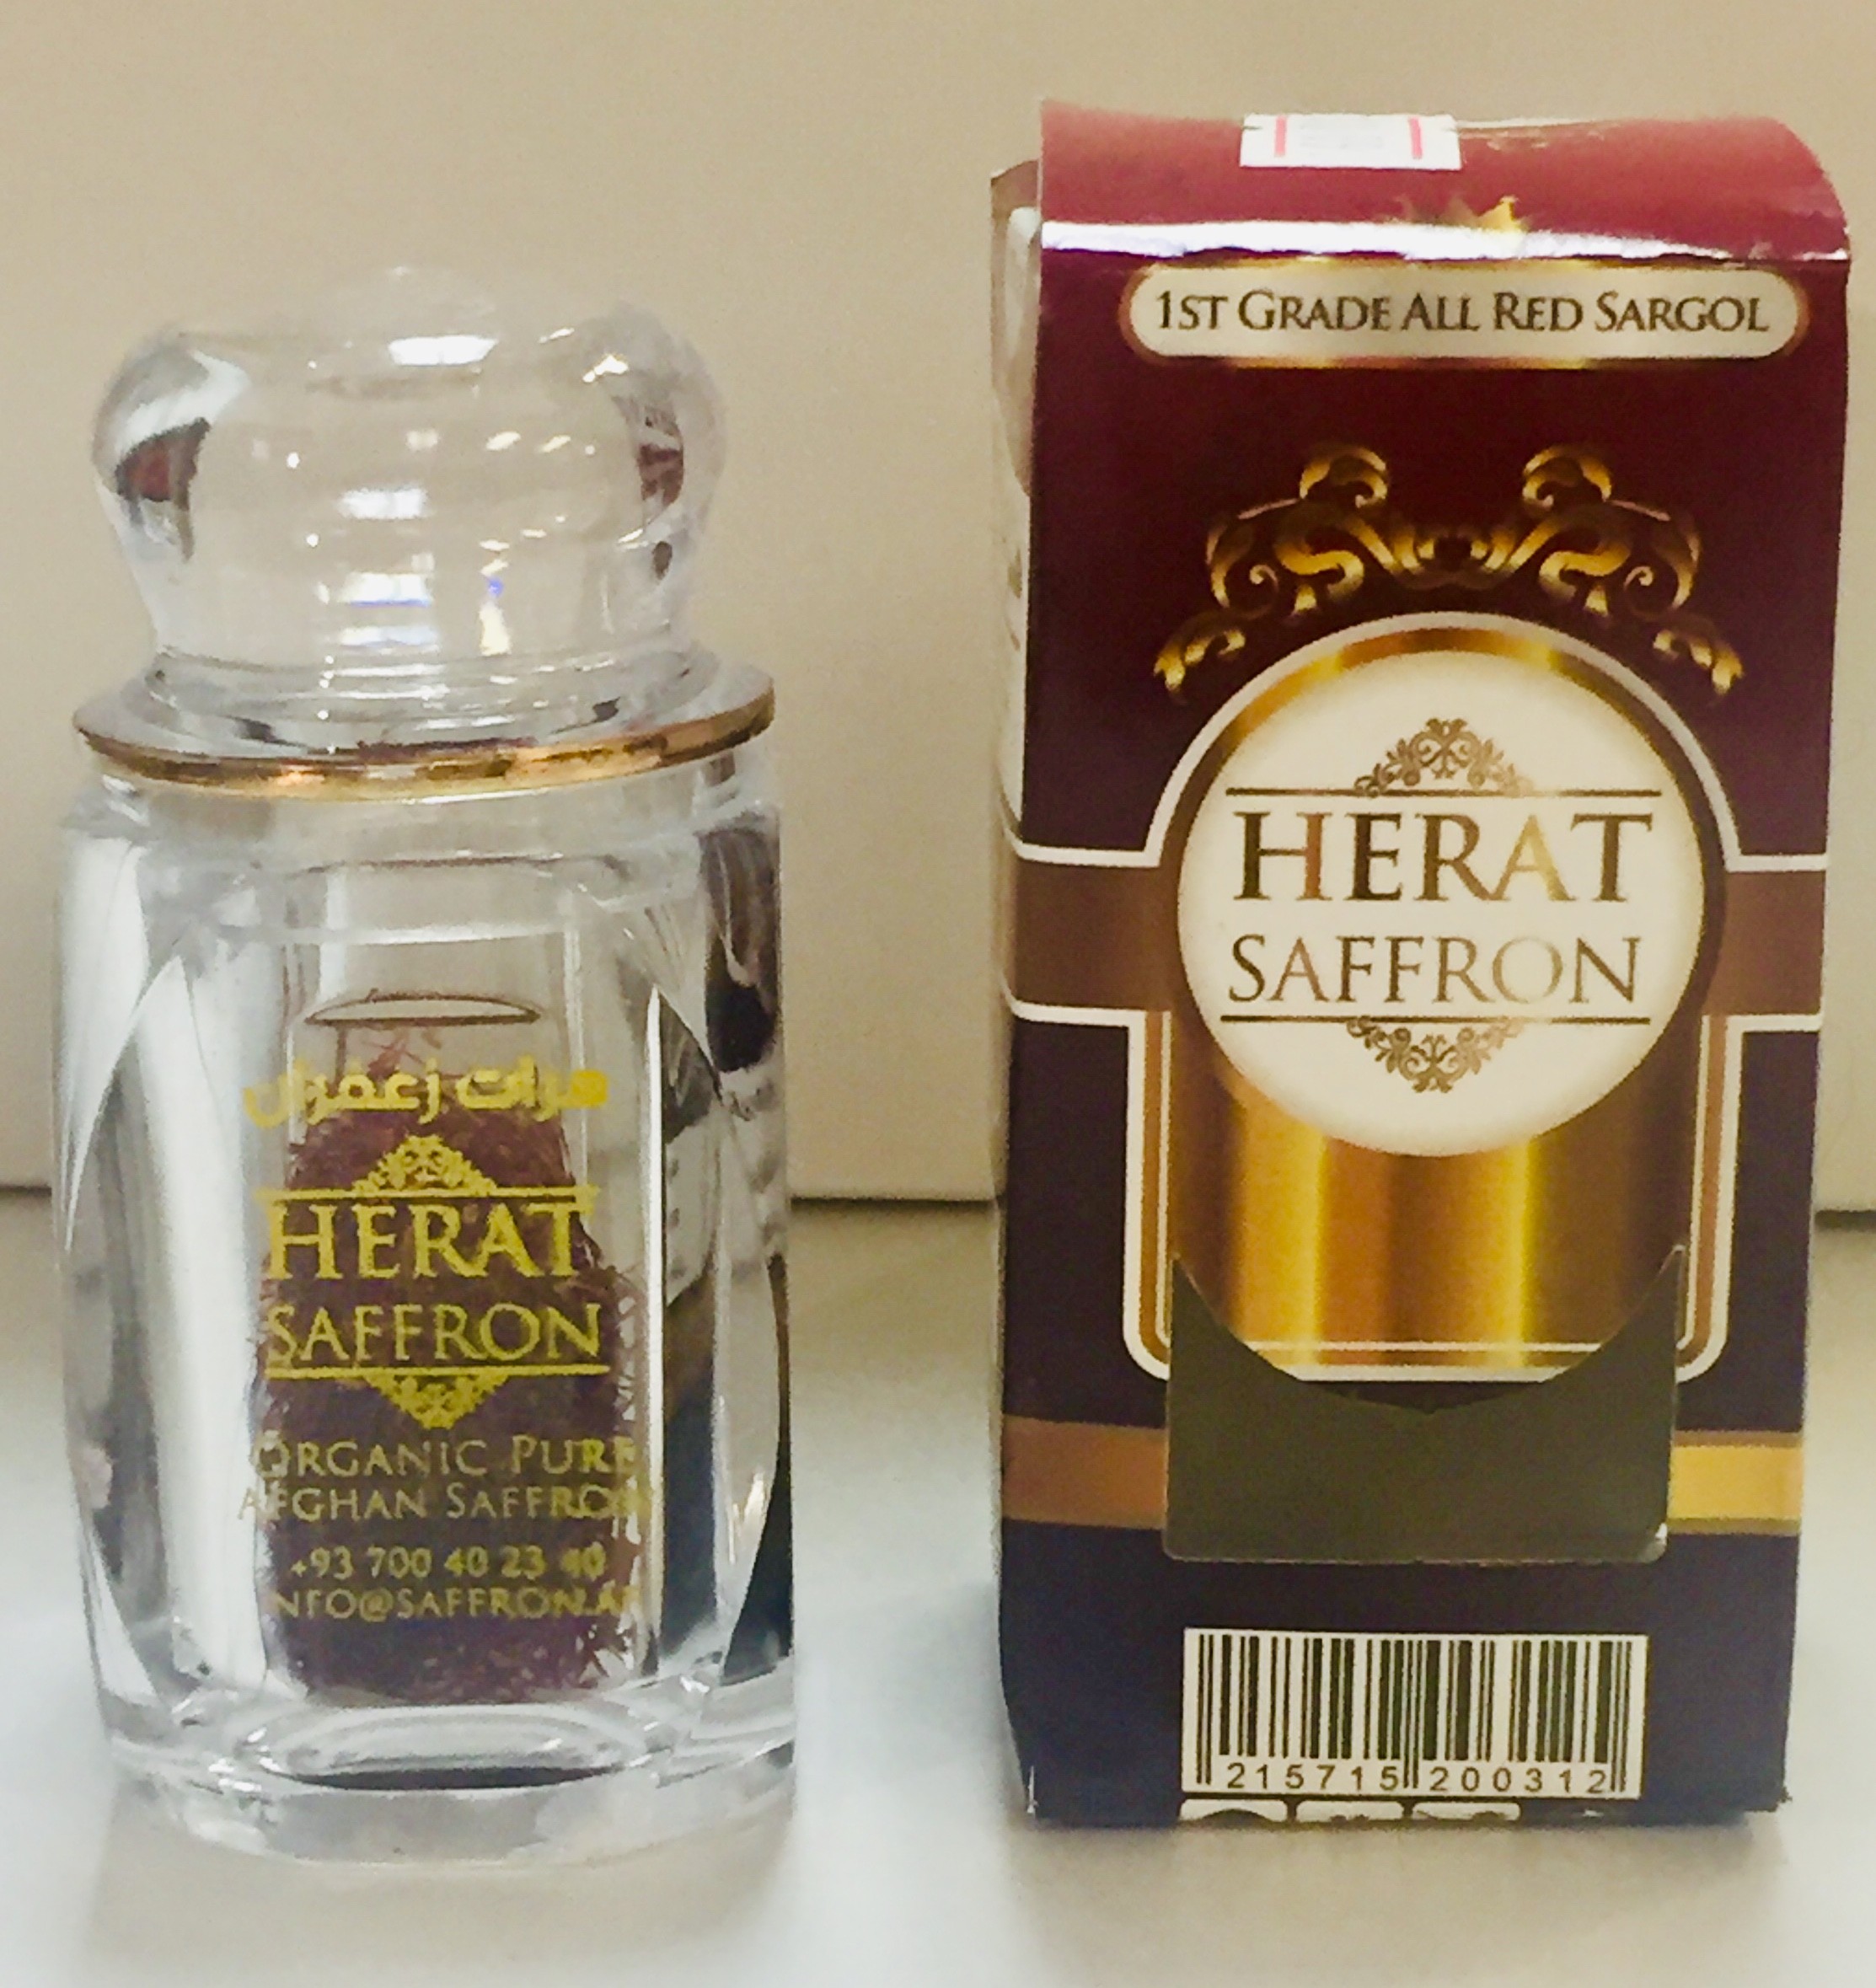 هرات زعفران
HERAT
SAFFRON
ORGANIC PURE
AFGHAN SAFFRON
+93 700 40 23 40
INFO@SAFFRON.AF
1ST GRADE ALL RED SARGOL
HERAT
SAFFRON
215715 200312